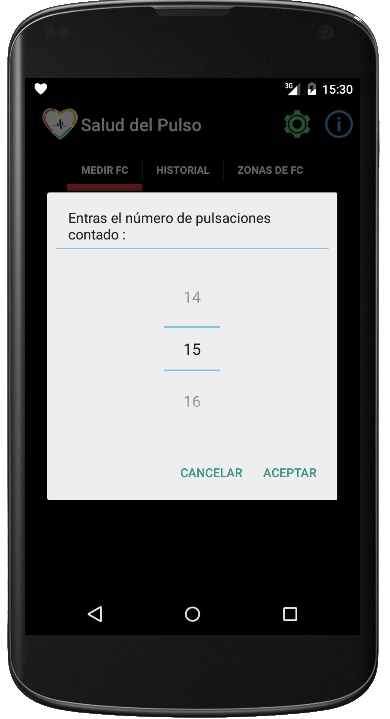 3G 15:30
Salud del Pulso
MEDIR FC HISTORIAL ZONAS DE FC
Entras el número de pulsaciones
contado :
14
15
16
CANCELAR ACEPTAR